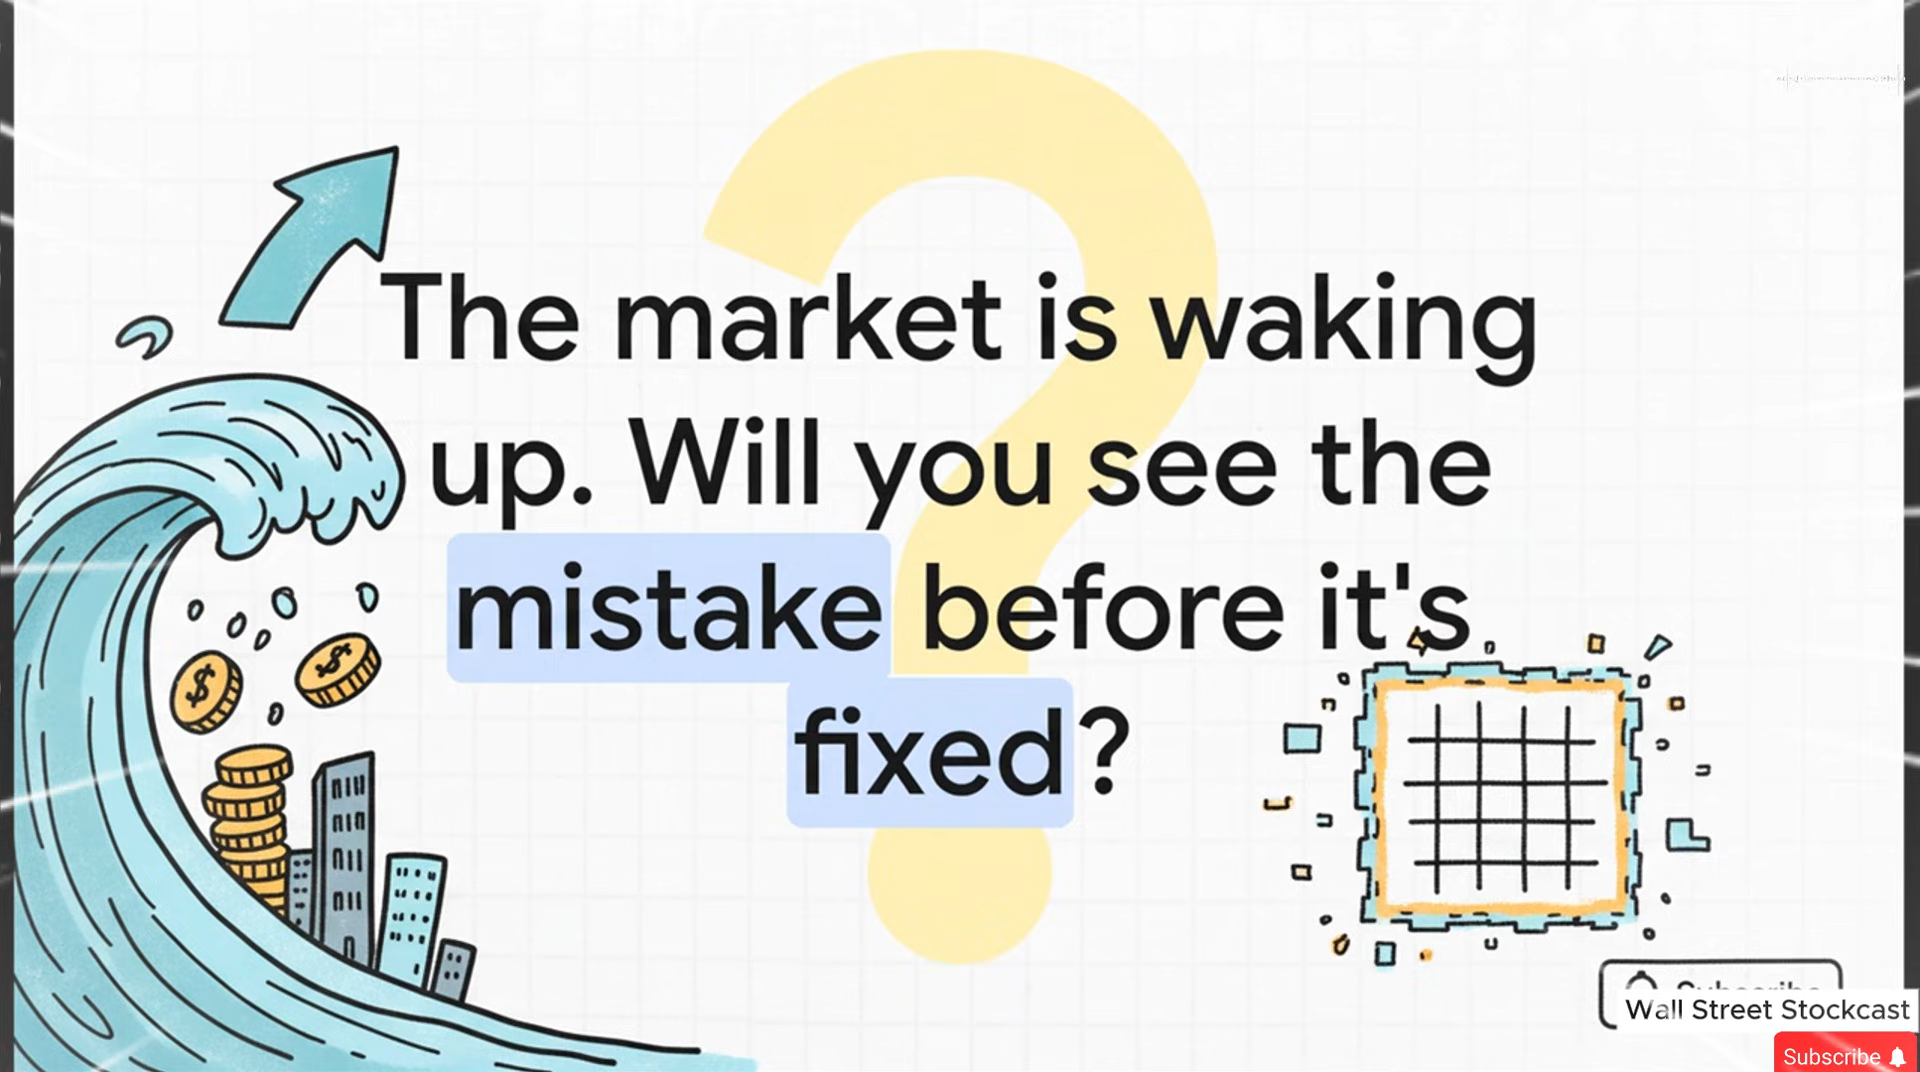 The market is waking
up. Will you see the
mistake before it's
fixed?
Wall Street Stockcast
Subscribe